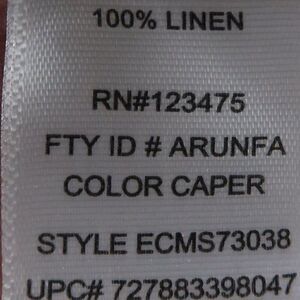 100% LINEN
RN#123475
FTY ID # ARUNFA
COLOR CAPER
STYLE ECMS73038
UPC# 727883398047